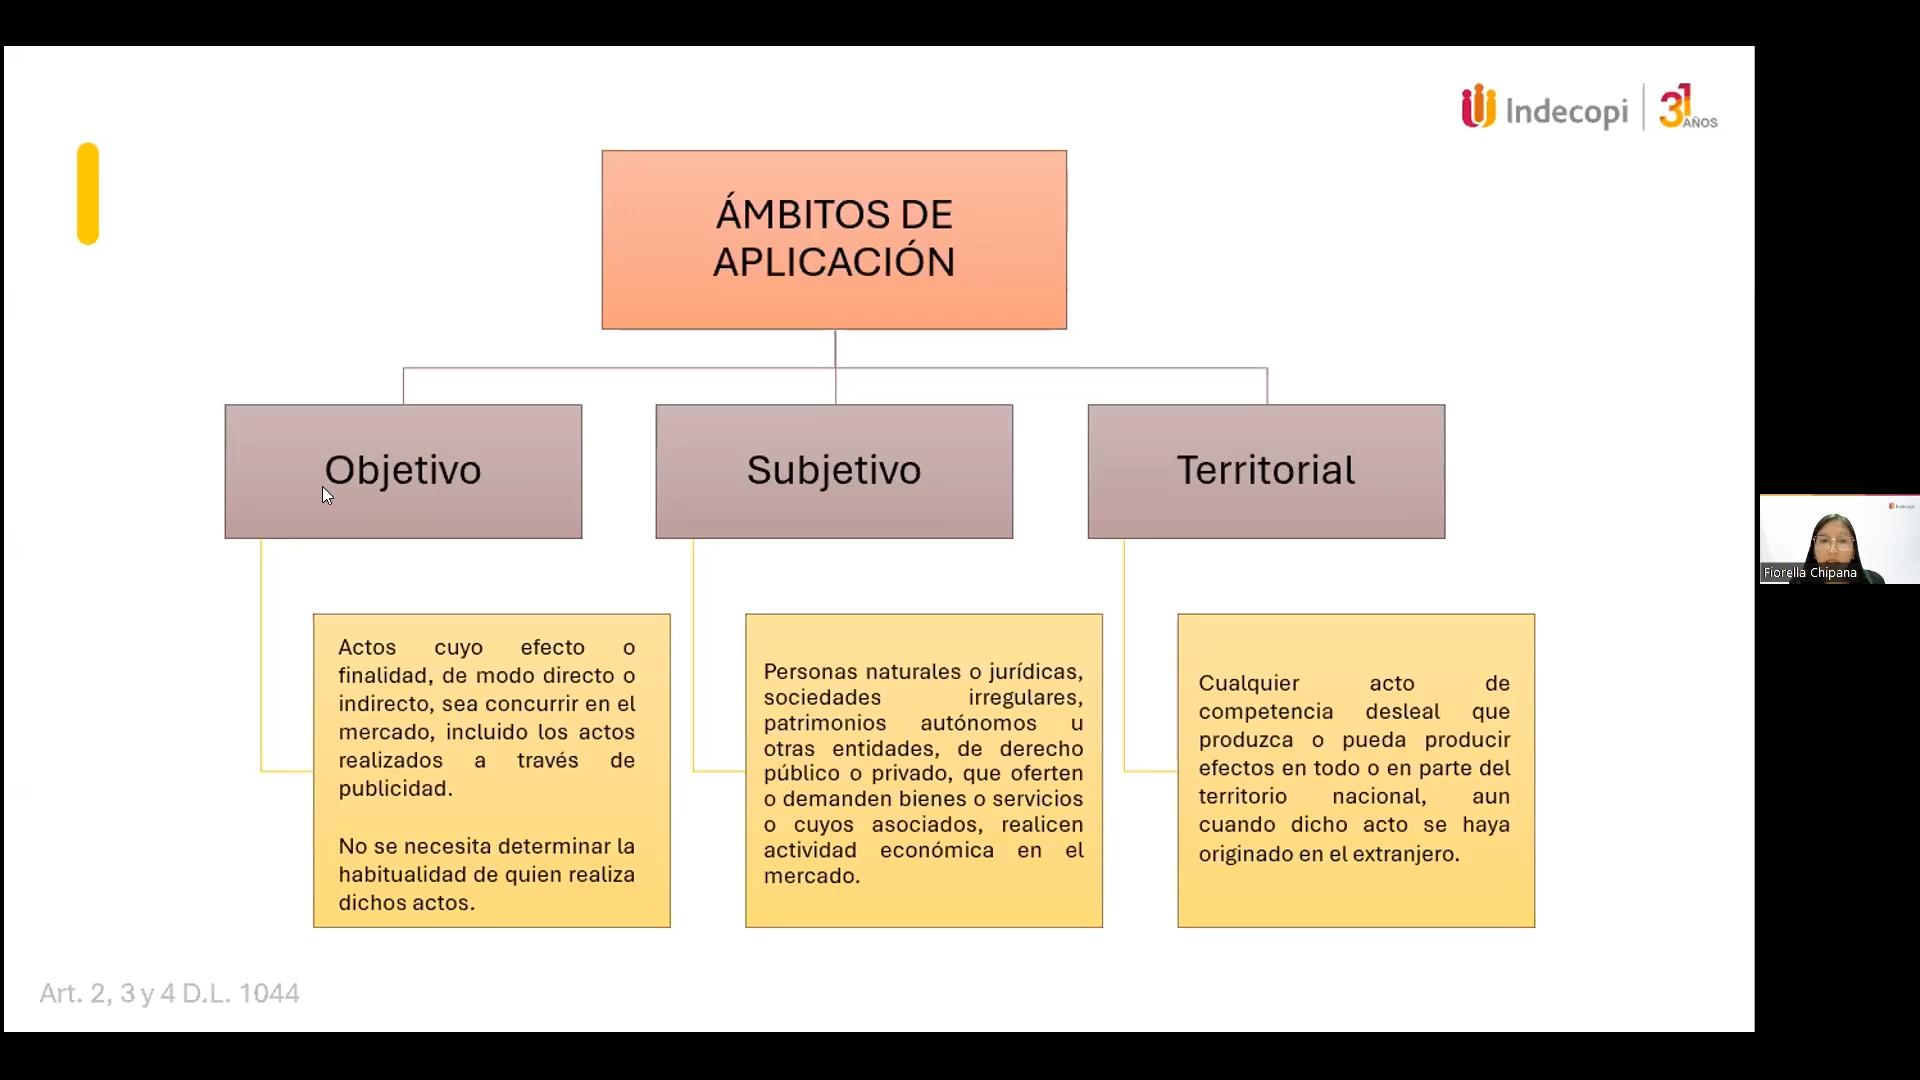 Indecopi
31
AÑOS
ÁMBITOS DE
APLICACIÓN
Objetivo
Subjetivo
Territorial
Actos cuyo efecto o
finalidad, de modo directo o
indirecto, sea concurrir en el
mercado, incluido los actos
realizados a través de
publicidad.
No se necesita determinar la
habitualidad de quien realiza
dichos actos.
Personas naturales o jurídicas,
sociedades irregulares,
patrimonios autónomos u
otras entidades, de derecho
público o privado, que oferten
o demanden bienes o servicios
o cuyos asociados, realicen
actividad económica en el
mercado.
Cualquier acto de
competencia desleal que
produzca o pueda producir
efectos en todo o en parte del
territorio nacional, aun
cuando dicho acto se haya
originado en el extranjero.
Art. 2, 3 y 4 D.L. 1044
Indecopi
Fiorella Chipana